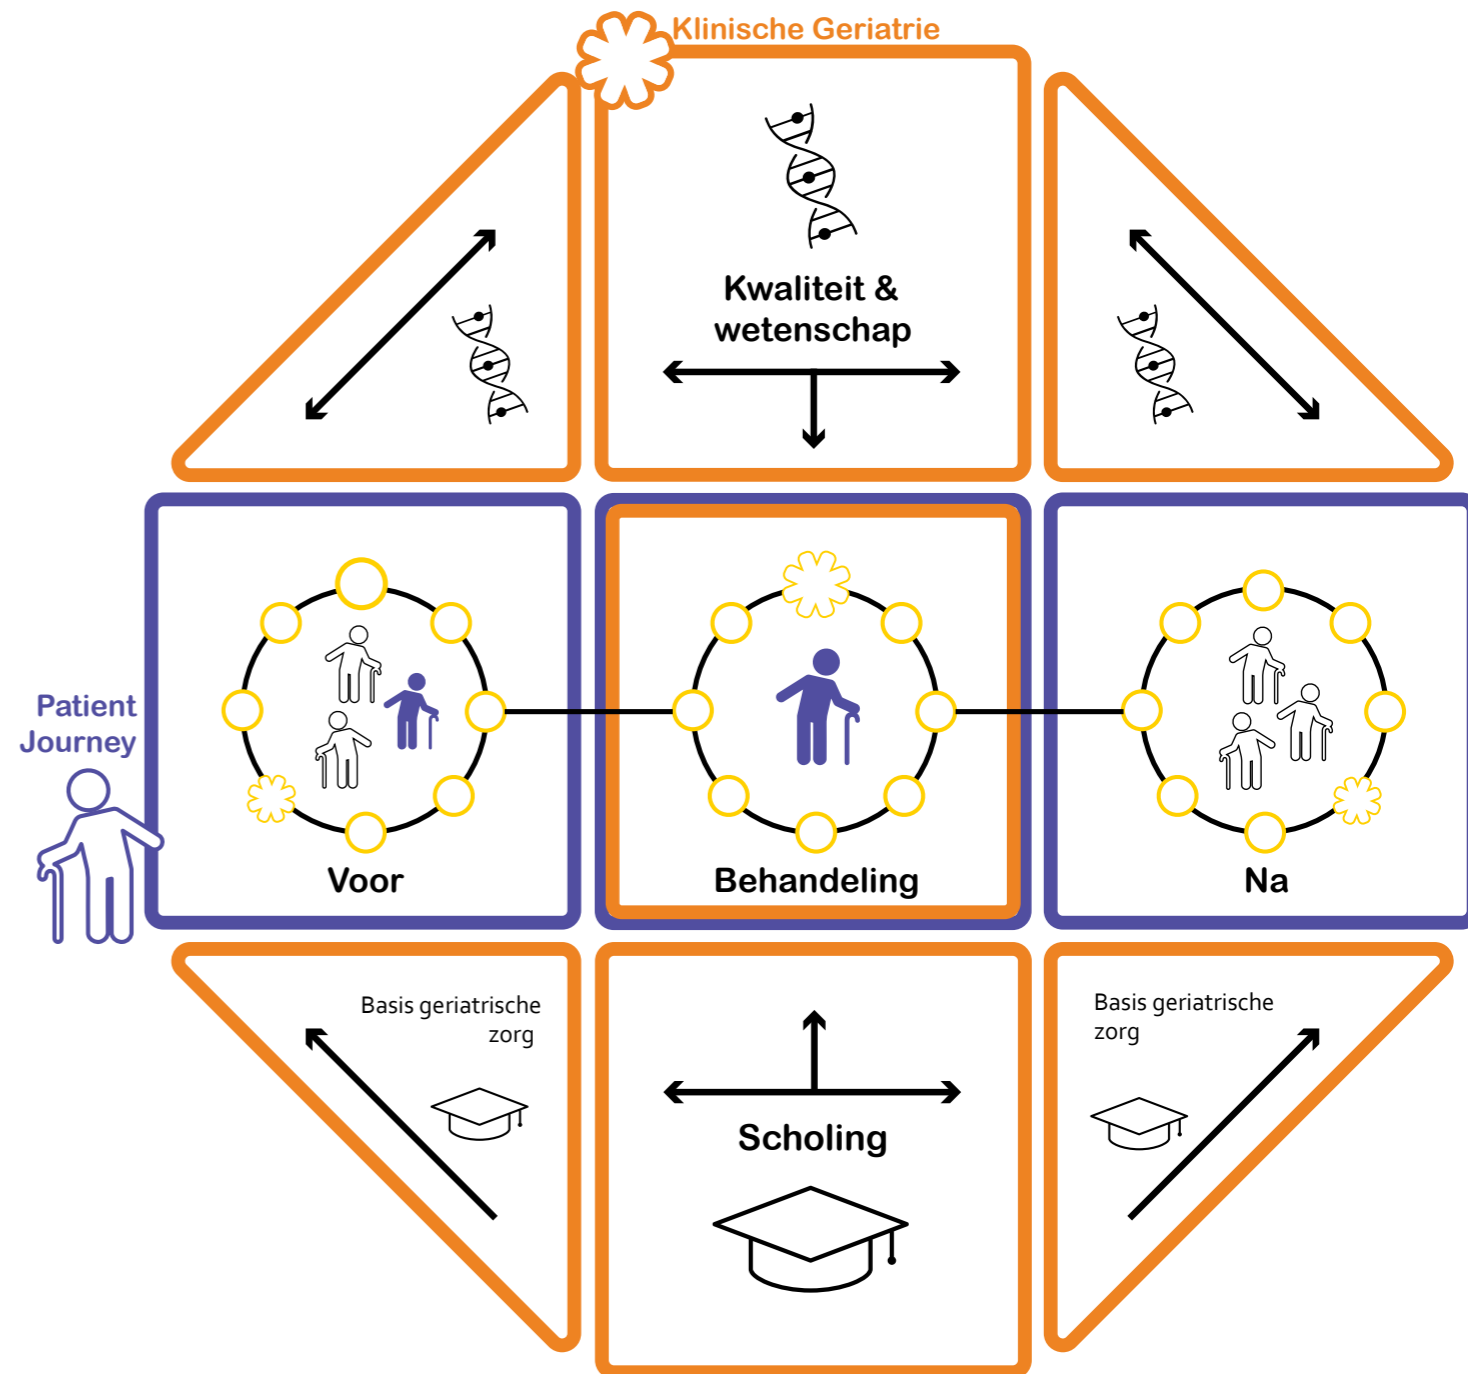 Klinische Geriatrie
Kwaliteit &
wetenschap
Patient
Journey
Voor
Behandeling
Na
Basis geriatrische
zorg
Basis geriatrische
zorg
Scholing